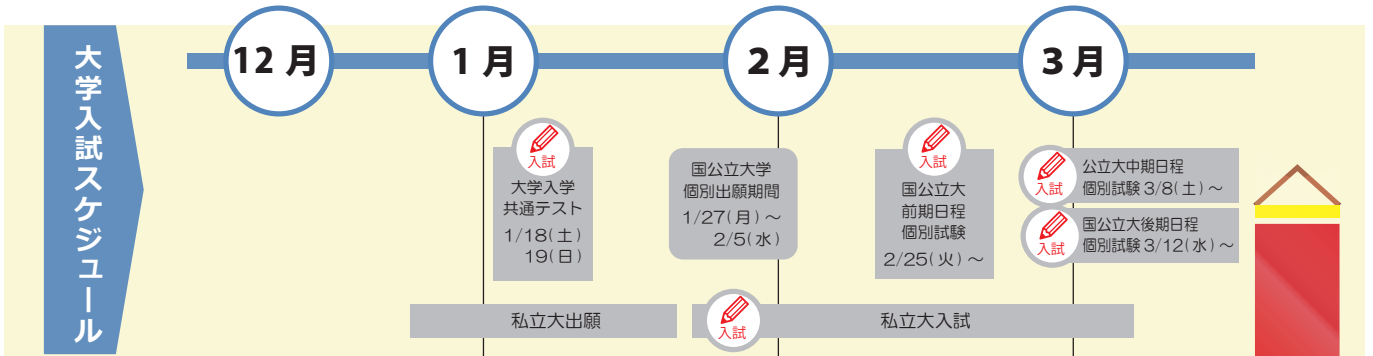 大学入試スケジュール
12月
1月
2月
3月
入試
大学入学
共通テスト
1/18(土)
19(日)
国公立大学
個別出願期間
1/27(月)～
2/5(水)
入試
国公立大
前期日程
個別試験
2/25(火)～
入試
公立大中期日程
個別試験3/8(土)～
入試
国公立大後期日程
個別試験3/12(水)～
私立大出願
入試
私立大入試